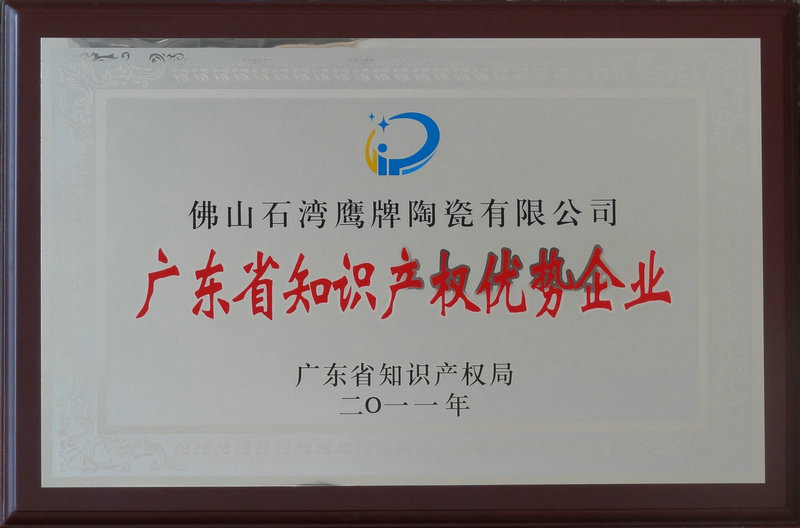 佛山石湾鹰牌陶瓷有限公司
广东省知识产权优势企业
广东省知识产权局
二O一一年